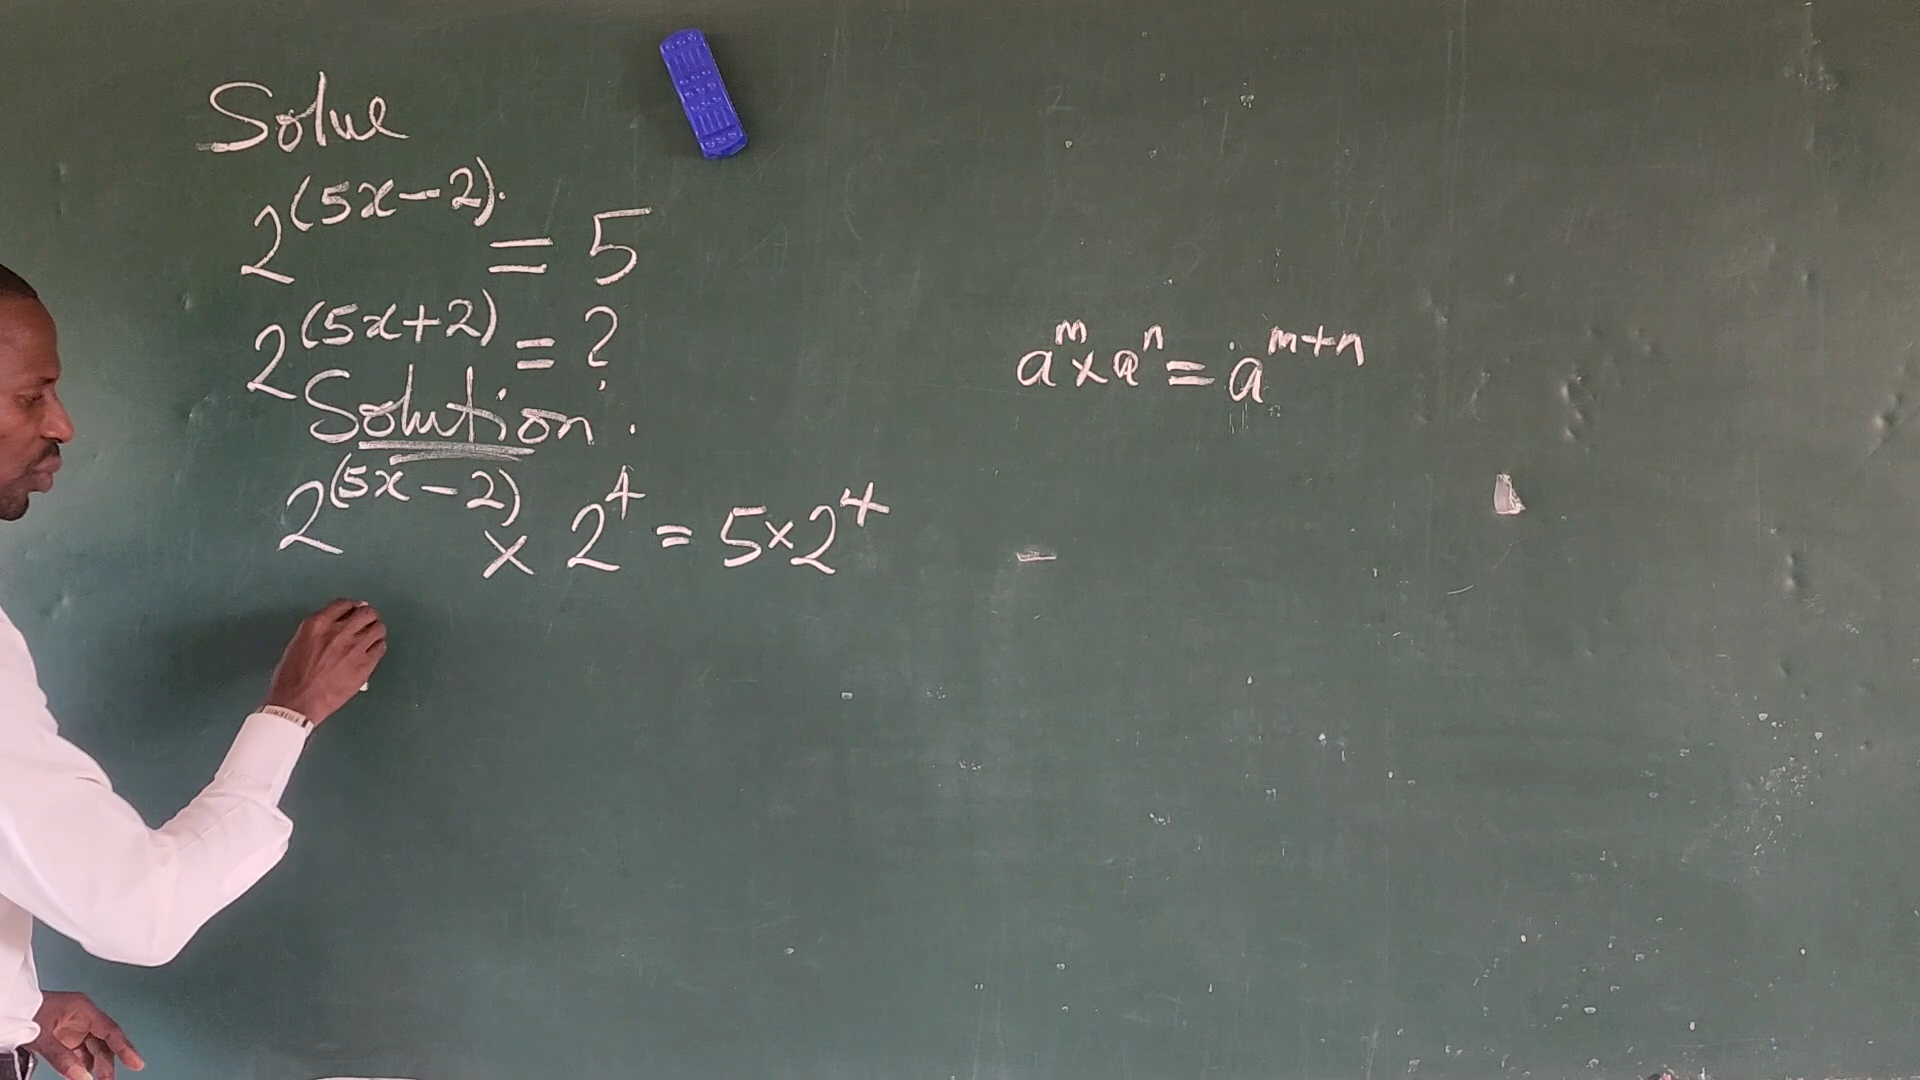 Solve
2^(5x-2) = 5
2^(5x+2) = ?
Solution.
2^(5x-2) × 2^4 = 5×2^4
a^m × a^n = a^m+n